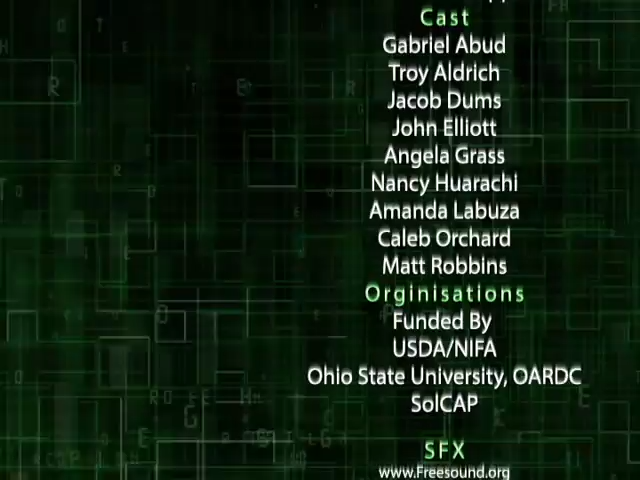 Cast
Gabriel Abud
Troy Aldrich
Jacob Dums
John Elliott
Angela Grass
Nancy Huarachi
Amanda Labuza
Caleb Orchard
Matt Robbins
Orginisations
Funded By
USDA/NIFA
Ohio State University, OARDC
SolCAP
SFX
www.Freesound.org